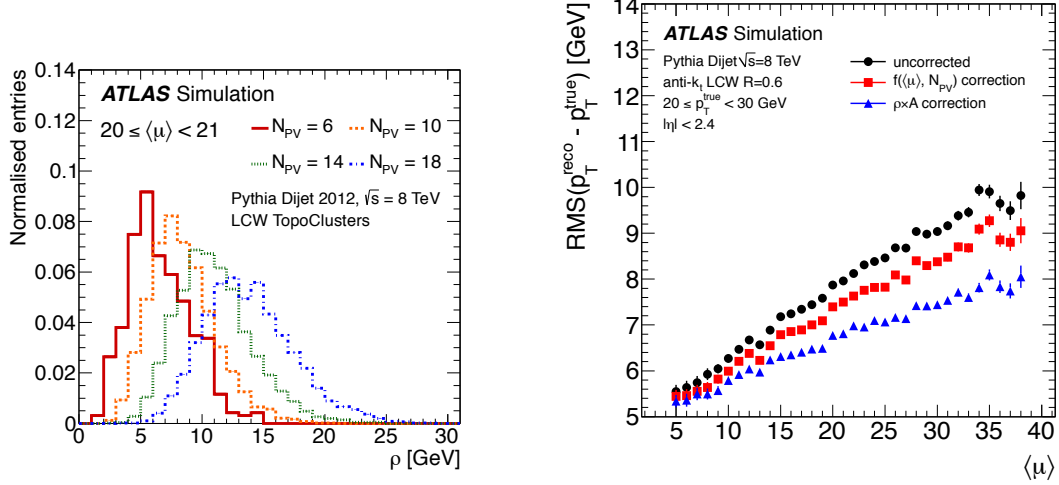 ATLAS Simulation
20 ≤ ⟨μ⟩ < 21
N_PV = 6
N_PV = 10
N_PV = 14
N_PV = 18
Pythia Dijet 2012, √s = 8 TeV
LCW TopoClusters
Normalised entries
0.14
0.12
0.1
0.08
0.06
0.04
0.02
0
0 5 10 15 20 25 30
ρ [GeV]
ATLAS Simulation
Pythia Dijet √s=8 TeV
anti-k_t LCW R=0.6
20 ≤ p_T^true < 30 GeV
|η| < 2.4
uncorrected
f(⟨μ⟩, N_PV) correction
ρ×A correction
RMS(p_T^reco - p_T^true) [GeV]
14
13
12
11
10
9
8
7
6
5
5 10 15 20 25 30 35 40
⟨μ⟩